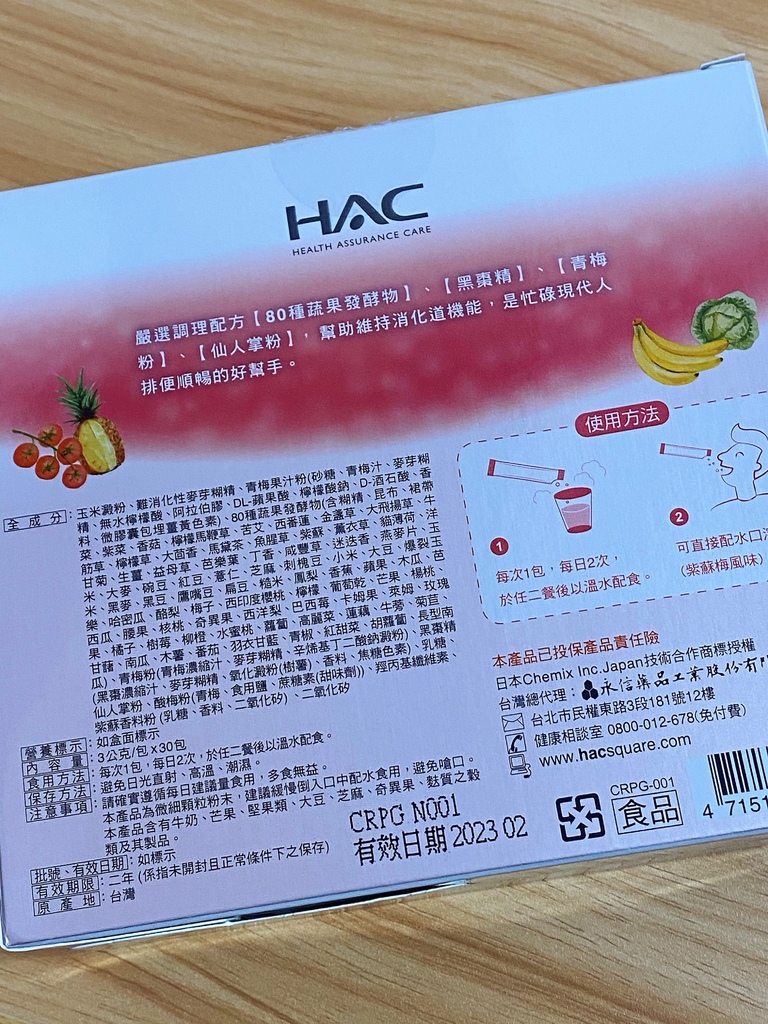 HAC
HEALTH ASSURANCE CARE
嚴選調理配方【80種蔬果發酵物】、【黑棗精】、【青梅
粉】、【仙人掌粉】，幫助維持消化道機能，是忙碌現代人
排便順暢的好幫手。
全成分：玉米澱粉、難消化性麥芽糊精、青梅果汁粉(砂糖、青梅汁、麥芽糊
精、無水檸檬酸、阿拉伯膠、DL-蘋果酸、檸檬酸鈉、D-酒石酸、香
料、微膠囊包埋薑黃色素)、80種蔬果發酵物(含糊精、昆布、裙帶
菜、紫菜、香菇、檸檬馬鞭草、苦艾、西番蓮、金盞草、大飛揚草、牛
筋草、檸檬草、大茴香、馬黛茶、魚腥草、紫蘇、薰衣草、貓薄荷、洋
甘菊、生薑、益母草、芭樂葉、丁香、咸豐草、迷迭香、燕麥片、玉
米、大麥、豌豆、紅豆、薏仁、芝麻、刺槐豆、小米、大豆、爆裂玉
米、黑麥、黑豆、鷹嘴豆、扁豆、糙米、鳳梨、香蕉、蘋果、木瓜、芭
樂、哈密瓜、酪梨、梅子、西印度櫻桃、檸檬、葡萄乾、芒果、楊桃、
西瓜、腰果、核桃、奇異果、西洋梨、巴西莓、卡姆果、萊姆、玫瑰
果、橘子、樹莓、柳橙、水蜜桃、蘿蔔、高麗菜、蓮藕、牛蒡、菊苣、
甘藷、南瓜、木薯、番茄、羽衣甘藍、青椒、紅甜菜、胡蘿蔔、長型南
瓜)、青梅粉(青梅濃縮汁、麥芽糊精、辛烯基丁二酸鈉澱粉)、黑棗精
(黑棗濃縮汁、麥芽糊精、氧化澱粉(樹薯)、香料、焦糖色素)、乳糖、
仙人掌粉、酸梅粉(青梅、食用鹽、蔗糖素(甜味劑))、羥丙基纖維素、
紫蘇香料粉(乳糖、香料、二氧化矽)、二氧化矽
營養標示：如盒面標示
內容量：3公克/包×30包
食用方法：每次1包，每日2次，於任二餐後以溫水配食。
保存方法：避免日光直射、高溫、潮濕。
注意事項：請確實遵循每日建議量食用，多食無益。
本產品為微細顆粒粉末，建議緩慢倒入口中配水食用，避免嗆口。
本產品含有牛奶、芒果、堅果類、大豆、芝麻、奇異果、麩質之穀
類及其製品。
批號、有效日期：如標示
有效期限：二年(係指未開封且正常條件下之保存)
原產地：台灣
CRPG N001
有效日期 2023 02
使用方法
1
每次1包，每日2次，
於任二餐後以溫水配食。
2
可直接配水口
(紫蘇梅風味)
本產品已投保產品責任險
日本Chemix Inc.Japan技術合作商標授權
台灣總代理：永信藥品工業股份有
台北市民權東路3段181號12樓
健康相談室 0800-012-678(免付費)
www.hacsquare.com
CRPG-001
食品
4 7151